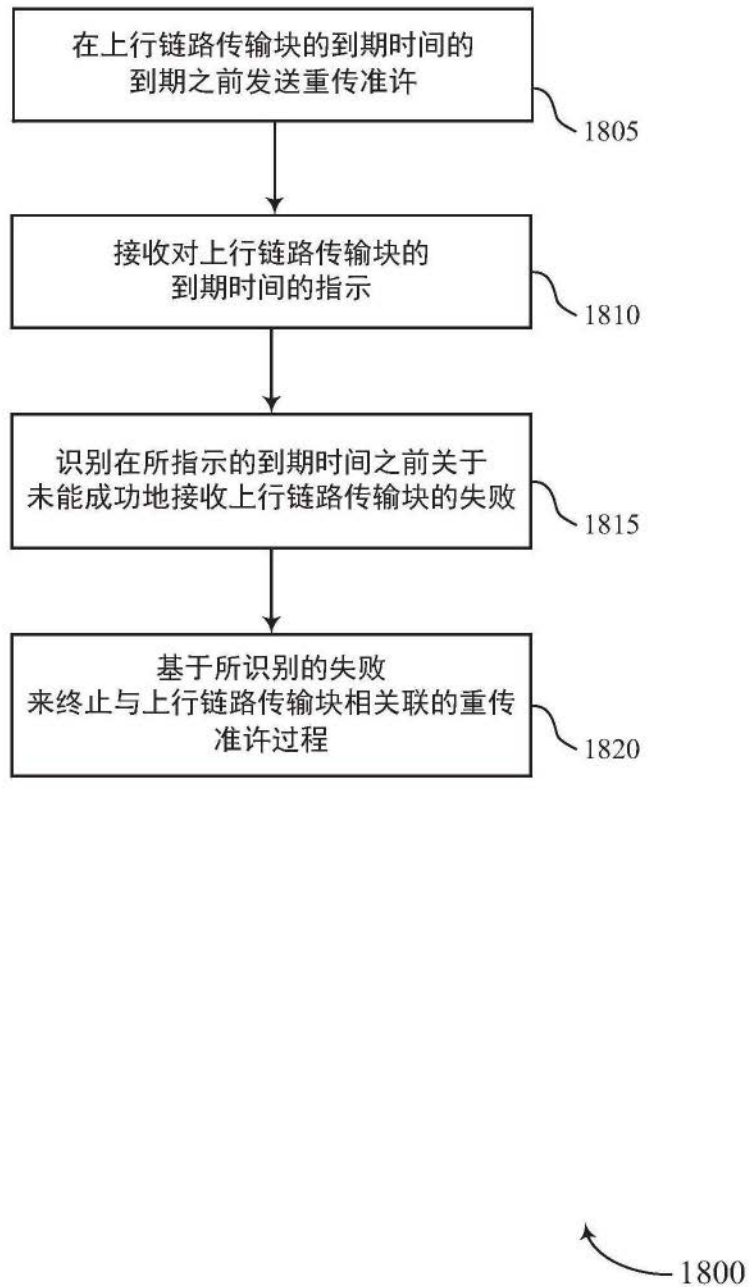 在上行链路传输块的到期时间的
到期之前发送重传准许
1805
接收对上行链路传输块的
到期时间的指示
1810
识别在所指示的到期时间之前关于
未能成功地接收上行链路传输块的失败
1815
基于所识别的失败
来终止与上行链路传输块相关联的重传
准许过程
1820
1800